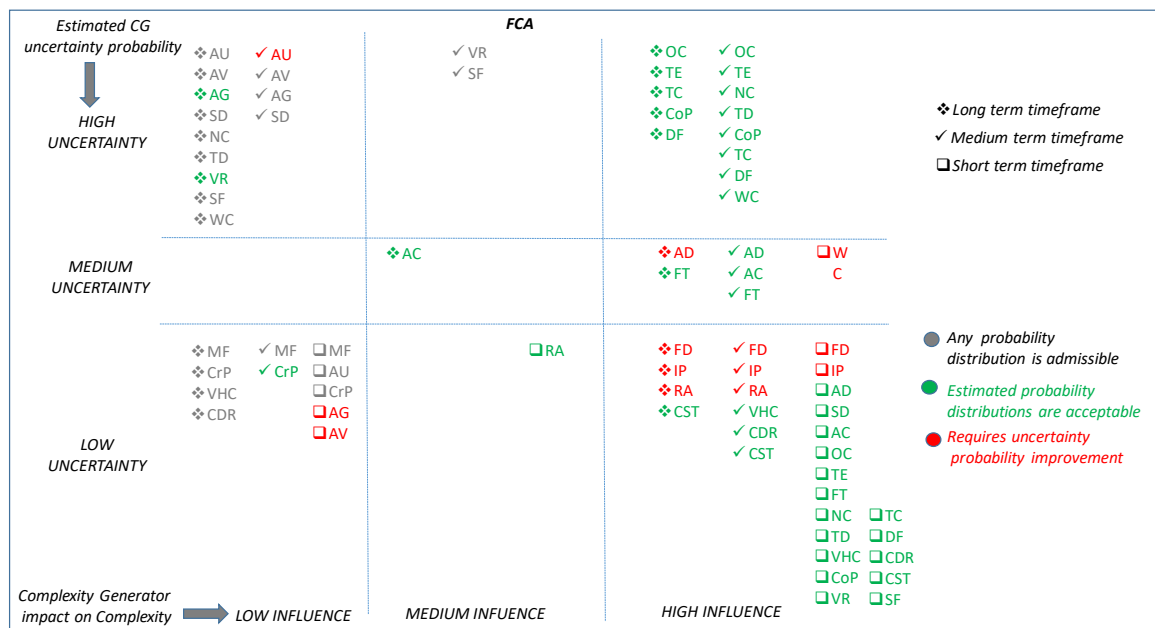 Estimated CG
uncertainty probability
FCA
HIGH
UNCERTAINTY
❖ AU
❖ AV
❖ AG
❖ SD
❖ NC
❖ TD
❖ VR
❖ SF
❖ WC
✓ AU
✓ AV
✓ AG
✓ SD
✓ VR
✓ SF
❖ OC
❖ TE
❖ TC
❖ CoP
❖ DF
✓ OC
✓ TE
✓ NC
✓ TD
✓ CoP
✓ TC
✓ DF
✓ WC
❖ Long term timeframe
✓ Medium term timeframe
❑ Short term timeframe
MEDIUM
UNCERTAINTY
❖ AC
❖ AD
❖ FT
✓ AD
✓ AC
✓ FT
❑ W
C
LOW
UNCERTAINTY
❖ MF
❖ CrP
❖ VHC
❖ CDR
✓ MF
✓ CrP
❑ MF
❑ AU
❑ CrP
❑ AG
❑ AV
❑ RA
❖ FD
❖ IP
❖ RA
❖ CST
✓ FD
✓ IP
✓ RA
✓ VHC
✓ CDR
✓ CST
❑ FD
❑ IP
❑ AD
❑ SD
❑ AC
❑ OC
❑ TE
❑ FT
❑ NC
❑ TD
❑ VHC
❑ CoP
❑ VR
❑ TC
❑ DF
❑ CDR
❑ CST
❑ SF
Any probability
distribution is admissible
Estimated probability
distributions are acceptable
Requires uncertainty
probability improvement
Complexity Generator
impact on Complexity
LOW INFLUENCE
MEDIUM INFUENCE
HIGH INFLUENCE